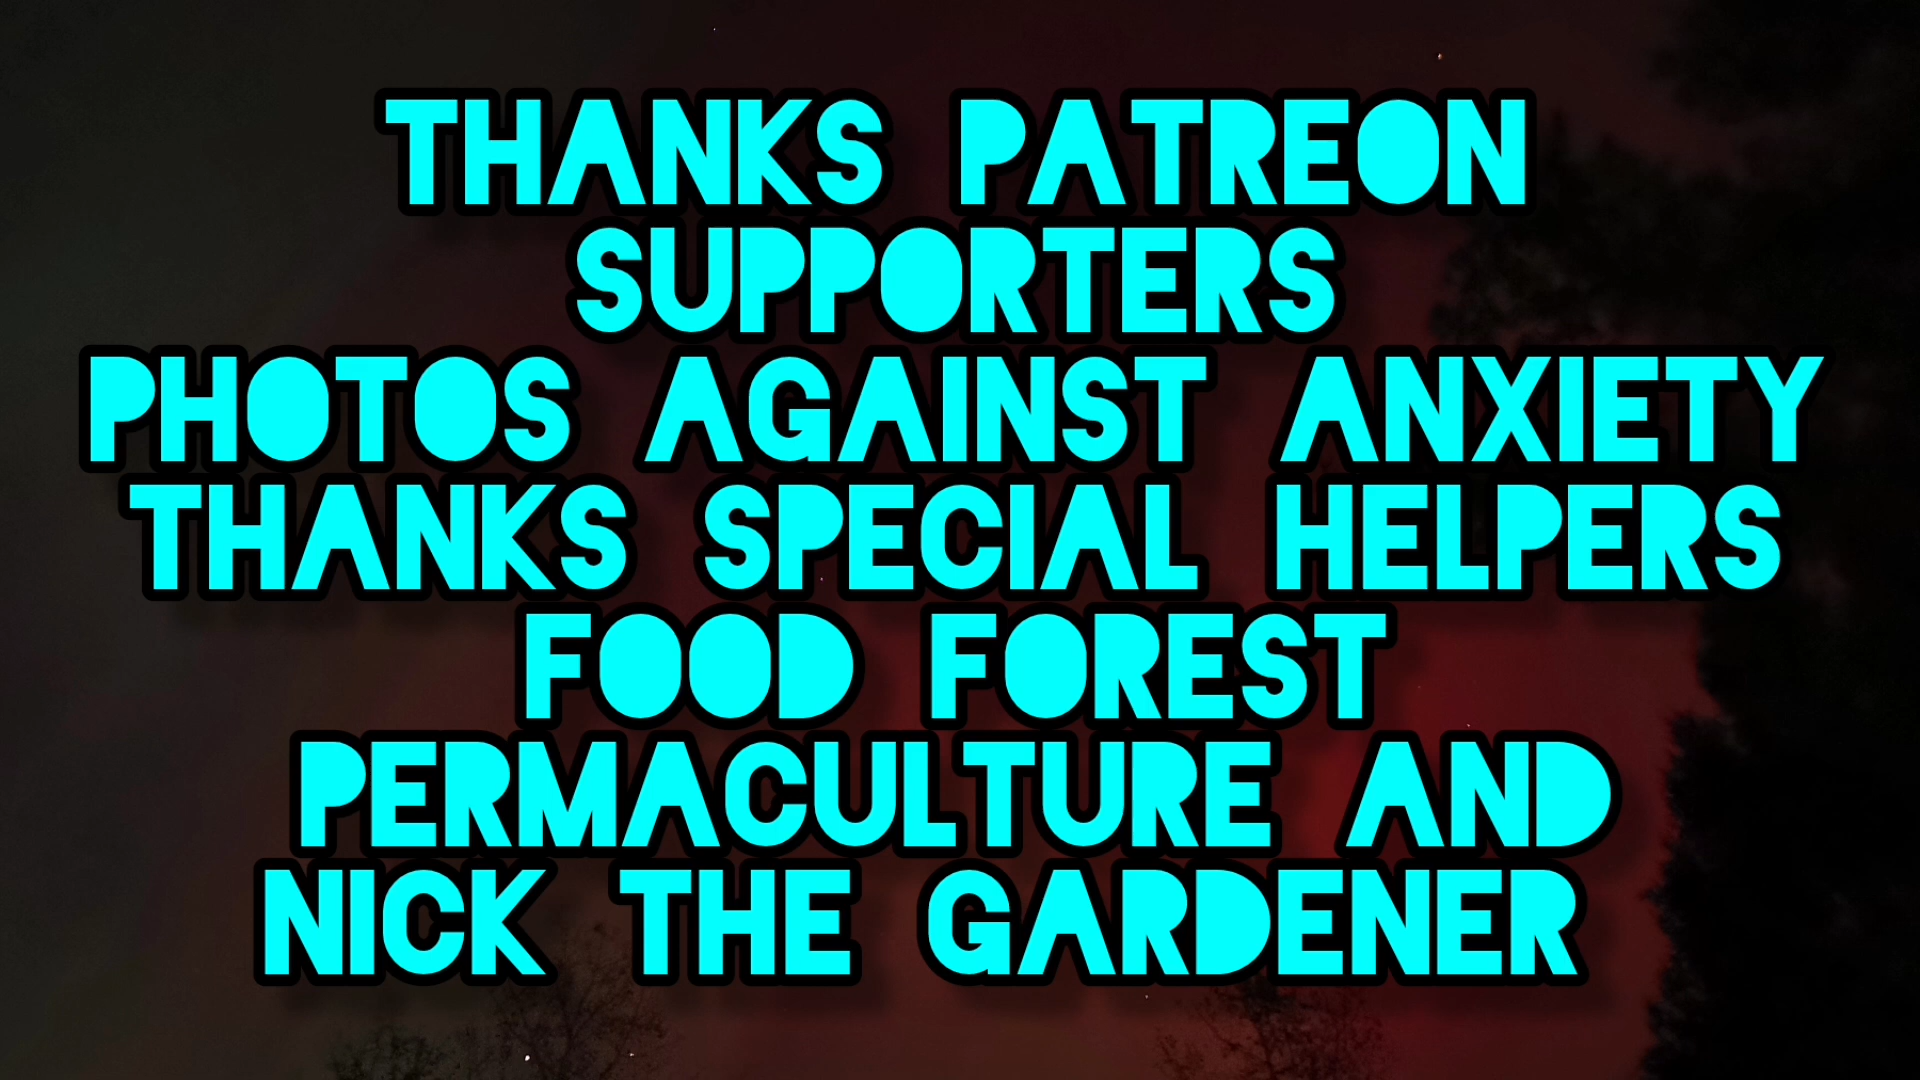 THANKS PATREON
SUPPORTERS
PHOTOS AGAINST ANXIETY
THANKS SPECIAL HELPERS
FOOD FOREST
PERMACULTURE AND
NICK THE GARDENER